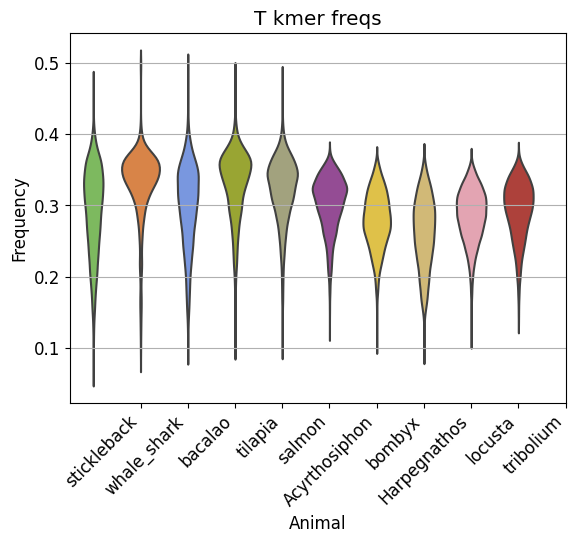 T kmer freqs
Frequency
0.5
0.4
0.3
0.2
0.1
stickleback
whale_shark
bacalao
tilapia
salmon
Acyrthosiphon
bombyx
Harpegnathos
locusta
tribolium
Animal